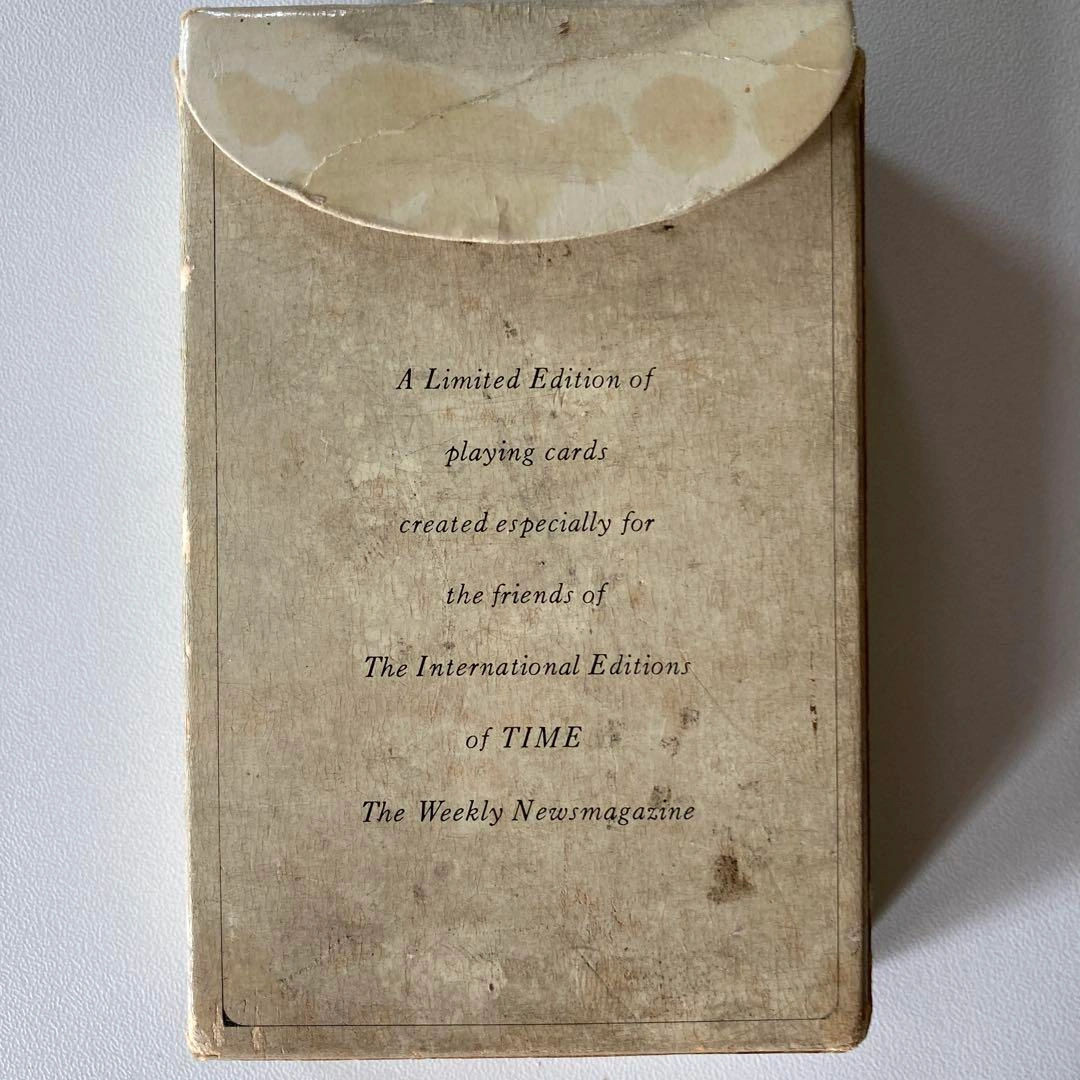 A Limited Edition of
playing cards
created especially for
the friends of
The International Editions
of TIME
The Weekly Newsmagazine